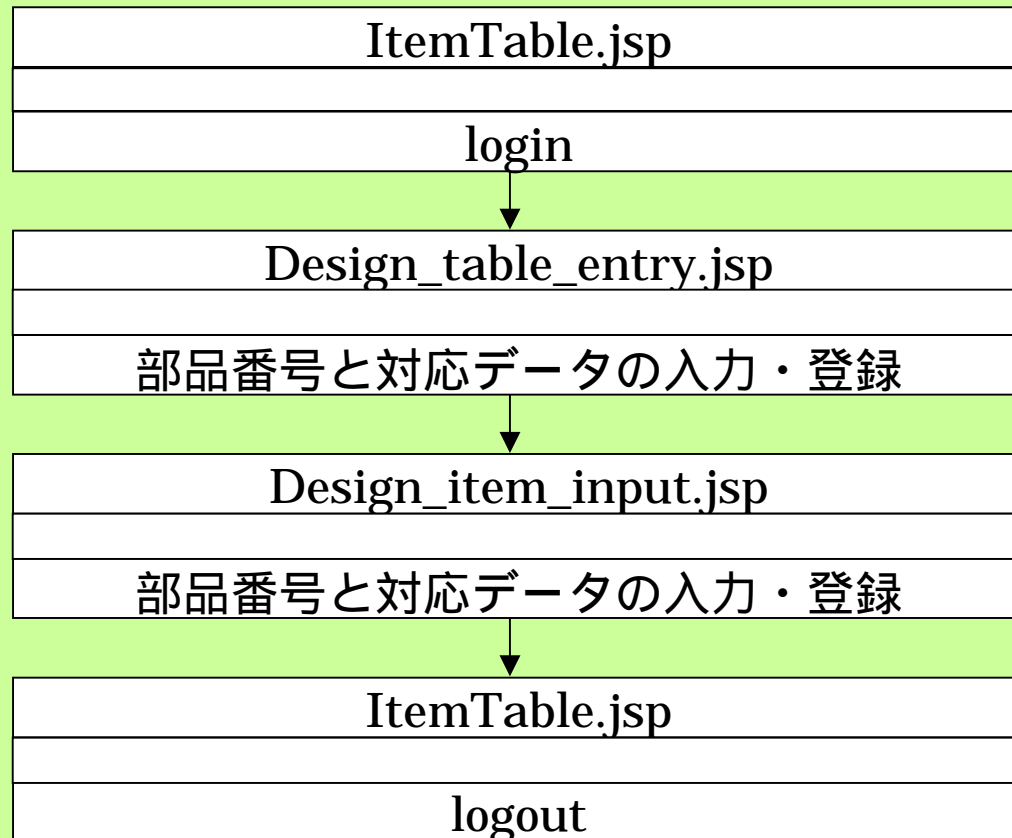 ItemTable.jsp
login
Design_table_entry.jsp
部品番号と対応データの入力・登録
Design_item_input.jsp
部品番号と対応データの入力・登録
ItemTable.jsp
logout